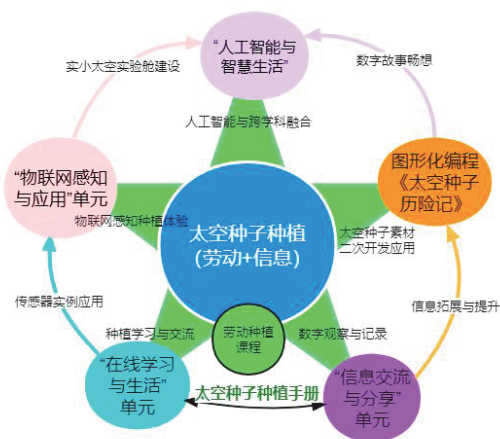 “人工智能与
智慧生活”
实小太空实验舱建设
数字故事畅想
人工智能与跨学科融合
“物联网感知
与应用”单元
图形化编程
《太空种子
历险记》
物联网感知种植体验
太空种子种植
(劳动+信息)
太空种子素材
二次开发应用
传感器实例应用
信息拓展与提升
种植学习与交流
劳动种植
课程
数字观察与记录
“在线学习
与生活”
单元
太空种子种植手册
“信息交流
与分享”
单元